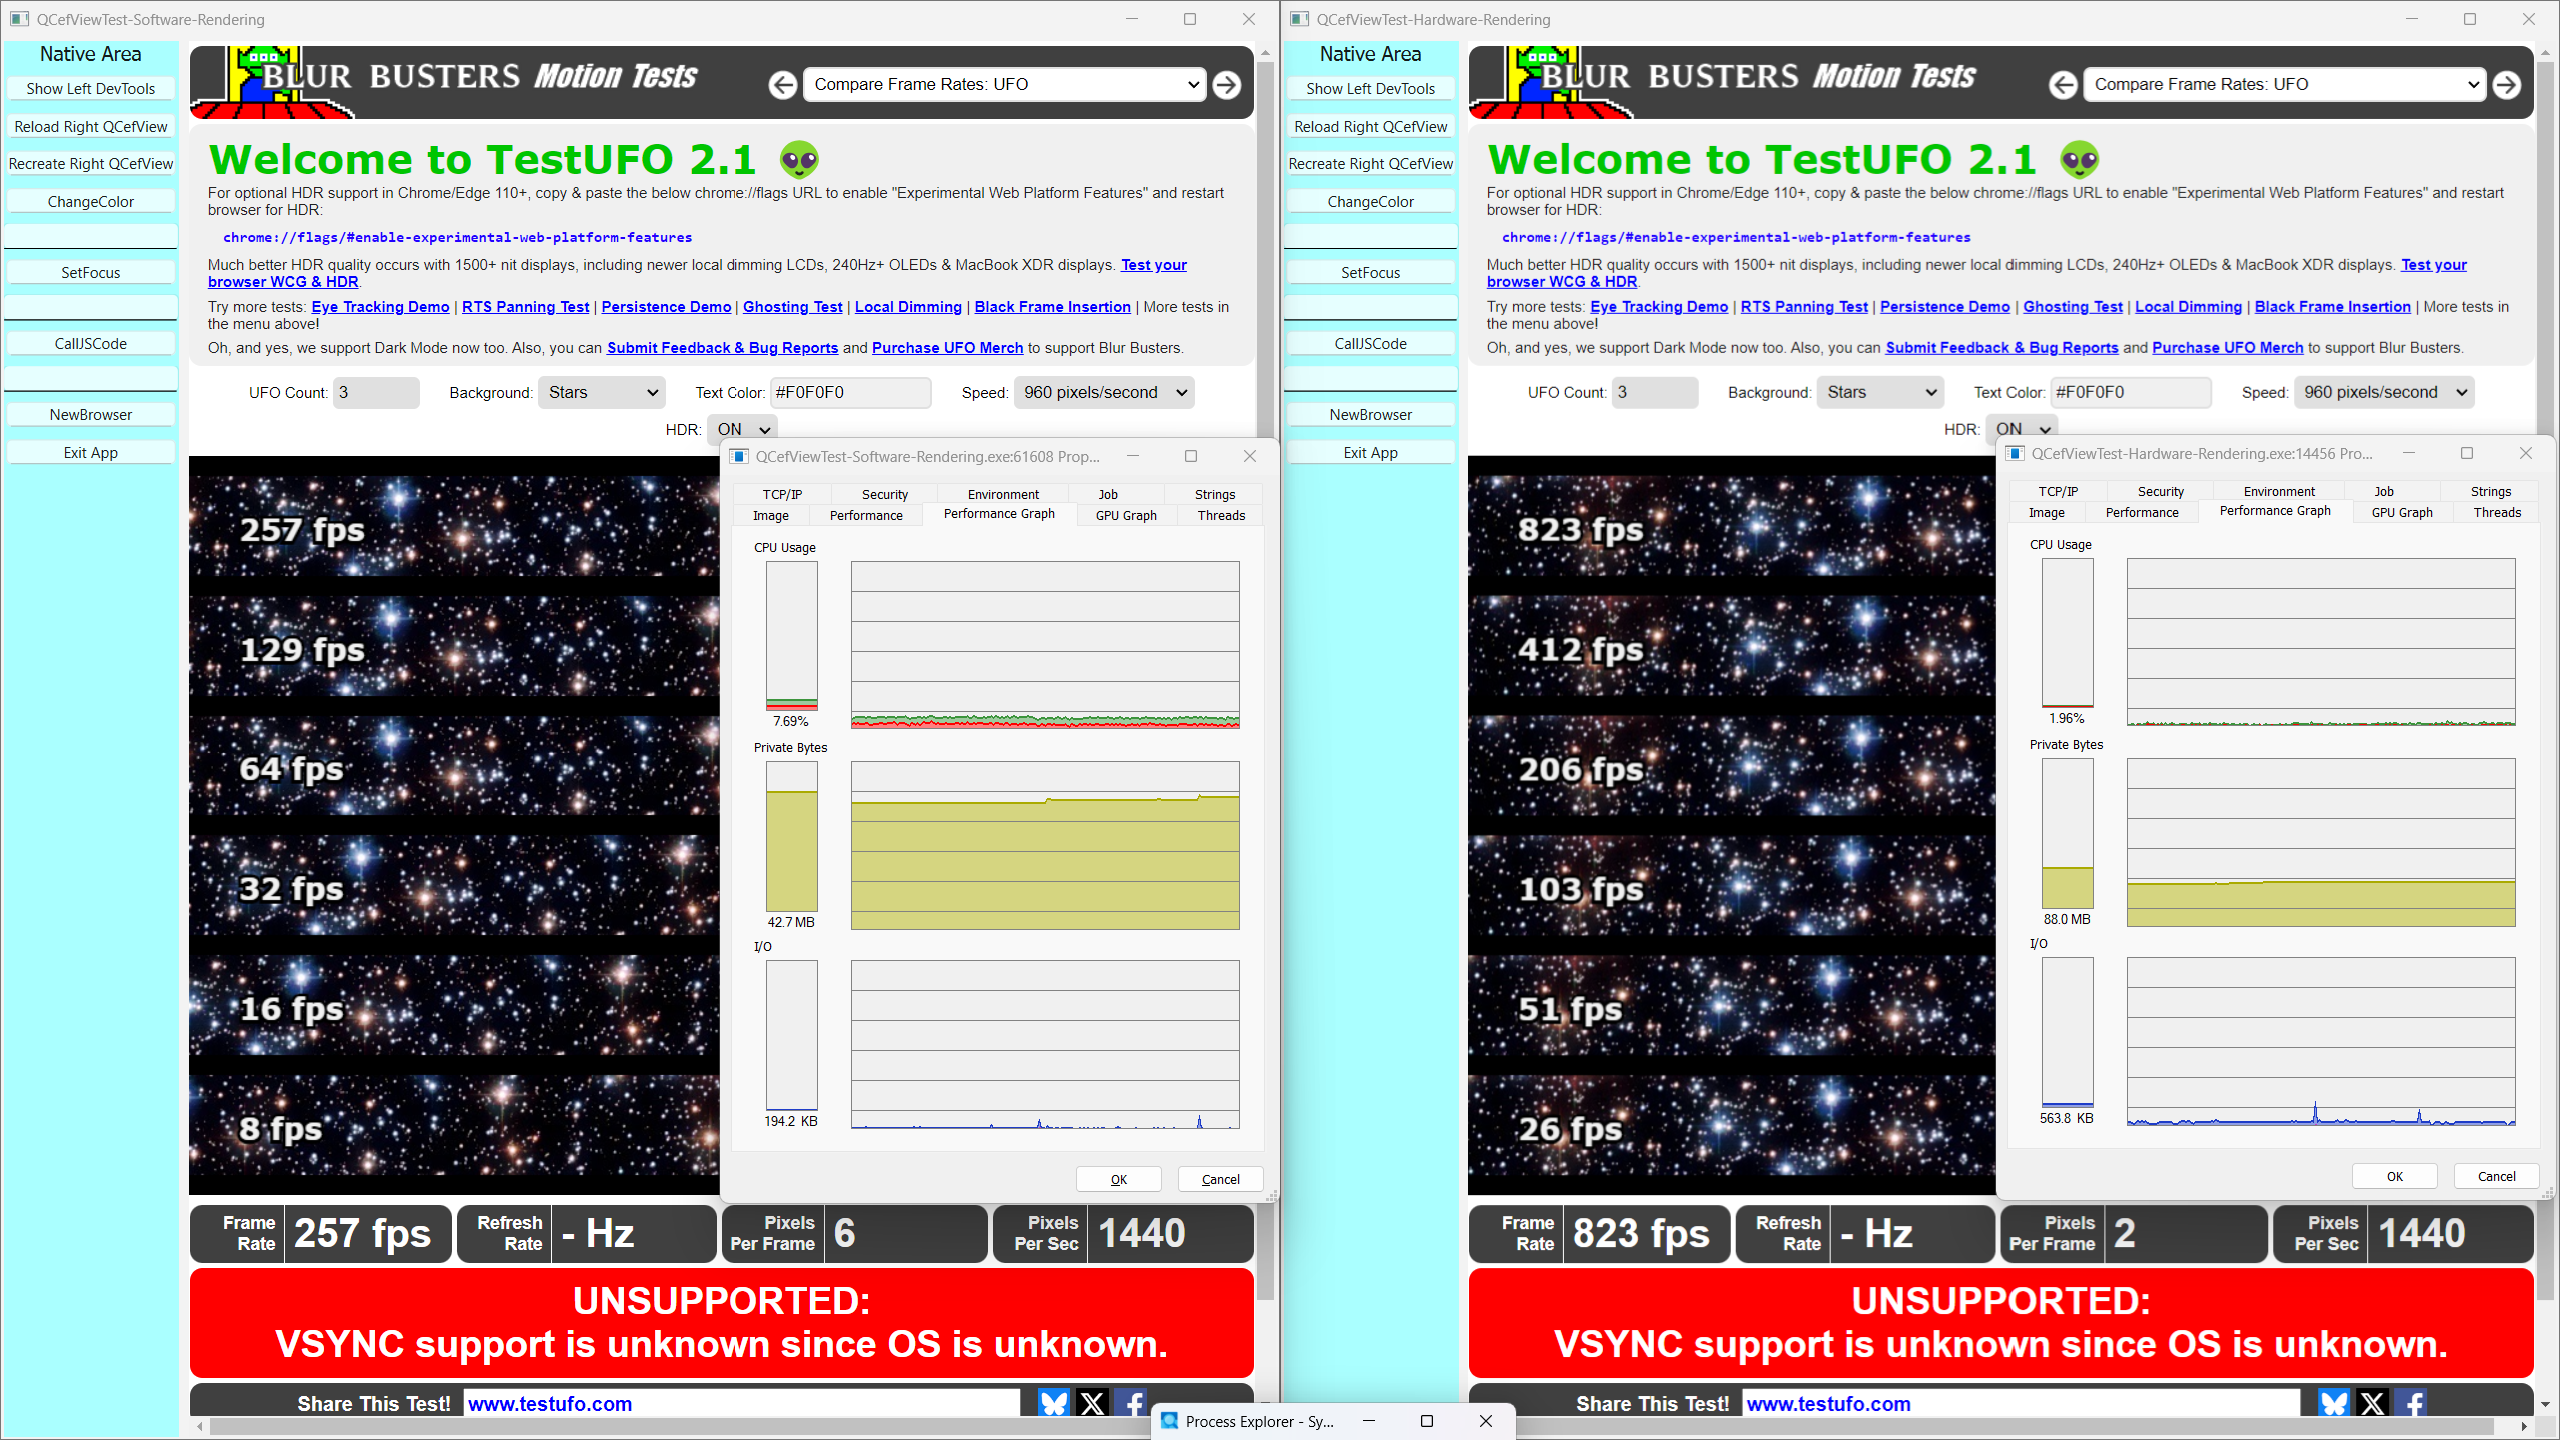 QCefViewTest-Software-Rendering
Native Area
Show Left DevTools
Reload Right QCefView
Recreate Right QCefView
ChangeColor
SetFocus
CallJSCode
NewBrowser
Exit App
BLUR BUSTERS Motion Tests
Compare Frame Rates: UFO
Welcome to TestUFO 2.1
For optional HDR support in Chrome/Edge 110+, copy & paste the below chrome://flags URL to enable "Experimental Web Platform Features" and restart
browser for HDR:
chrome://flags/#enable-experimental-web-platform-features
Much better HDR quality occurs with 1500+ nit displays, including newer local dimming LCDs, 240Hz+ OLEDs & MacBook XDR displays. Test your
browser WCG & HDR.
Try more tests: Eye Tracking Demo | RTS Panning Test | Persistence Demo | Ghosting Test | Local Dimming | Black Frame Insertion | More tests in
the menu above!
Oh, and yes, we support Dark Mode now too. Also, you can Submit Feedback & Bug Reports and Purchase UFO Merch to support Blur Busters.
UFO Count: 3 Background: Stars Text Color: #F0F0F0 Speed: 960 pixels/second
HDR: ON
257 fps
129 fps
64 fps
32 fps
16 fps
8 fps
QCefViewTest-Software-Rendering.exe:61608 Prop...
TCP/IP Security Environment Job Strings
Image Performance Performance Graph GPU Graph Threads
CPU Usage
7.69%
Private Bytes
42.7 MB
I/O
194.2 KB
OK Cancel
Frame Rate 257 fps Refresh Rate - Hz Pixels Per Frame 6 Pixels Per Sec 1440
UNSUPPORTED:
VSYNC support is unknown since OS is unknown.
Share This Test! www.testufo.com
QCefViewTest-Hardware-Rendering
Native Area
Show Left DevTools
Reload Right QCefView
Recreate Right QCefView
ChangeColor
SetFocus
CallJSCode
NewBrowser
Exit App
BLUR BUSTERS Motion Tests
Compare Frame Rates: UFO
Welcome to TestUFO 2.1
For optional HDR support in Chrome/Edge 110+, copy & paste the below chrome://flags URL to enable "Experimental Web Platform Features" and restart
browser for HDR:
chrome://flags/#enable-experimental-web-platform-features
Much better HDR quality occurs with 1500+ nit displays, including newer local dimming LCDs, 240Hz+ OLEDs & MacBook XDR displays. Test your
browser WCG & HDR.
Try more tests: Eye Tracking Demo | RTS Panning Test | Persistence Demo | Ghosting Test | Local Dimming | Black Frame Insertion | More tests in
the menu above!
Oh, and yes, we support Dark Mode now too. Also, you can Submit Feedback & Bug Reports and Purchase UFO Merch to support Blur Busters.
UFO Count: 3 Background: Stars Text Color: #F0F0F0 Speed: 960 pixels/second
HDR: ON
823 fps
412 fps
206 fps
103 fps
51 fps
26 fps
QCefViewTest-Hardware-Rendering.exe:14456 Pro...
TCP/IP Security Environment Job Strings
Image Performance Performance Graph GPU Graph Threads
CPU Usage
1.96%
Private Bytes
88.0 MB
I/O
563.8 KB
OK Cancel
Frame Rate 823 fps Refresh Rate - Hz Pixels Per Frame 2 Pixels Per Sec 1440
UNSUPPORTED:
VSYNC support is unknown since OS is unknown.
Share This Test! www.testufo.com
Process Explorer - Sy...